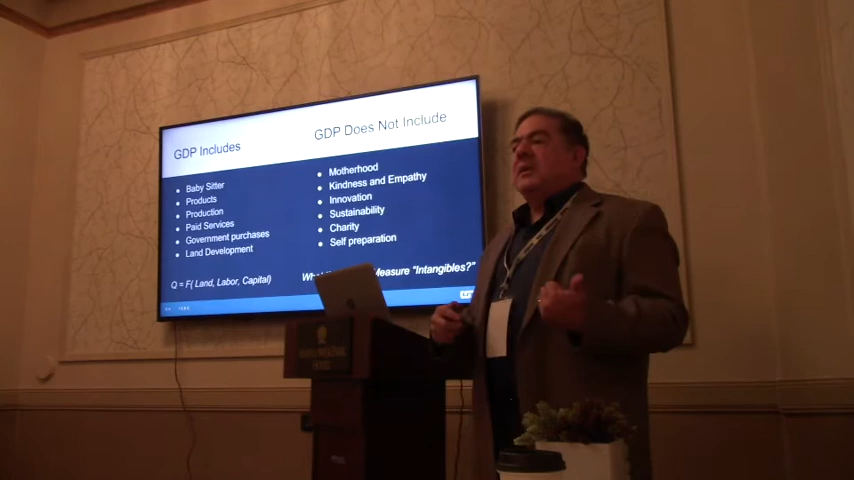 GDP Includes
Baby Sitter
Products
Production
Paid Services
Government purchases
Land Development
Q = F( Land, Labor, Capital)
GDP Does Not Include
Motherhood
Kindness and Empathy
Innovation
Sustainability
Charity
Self preparation
Measure "Intangibles?"